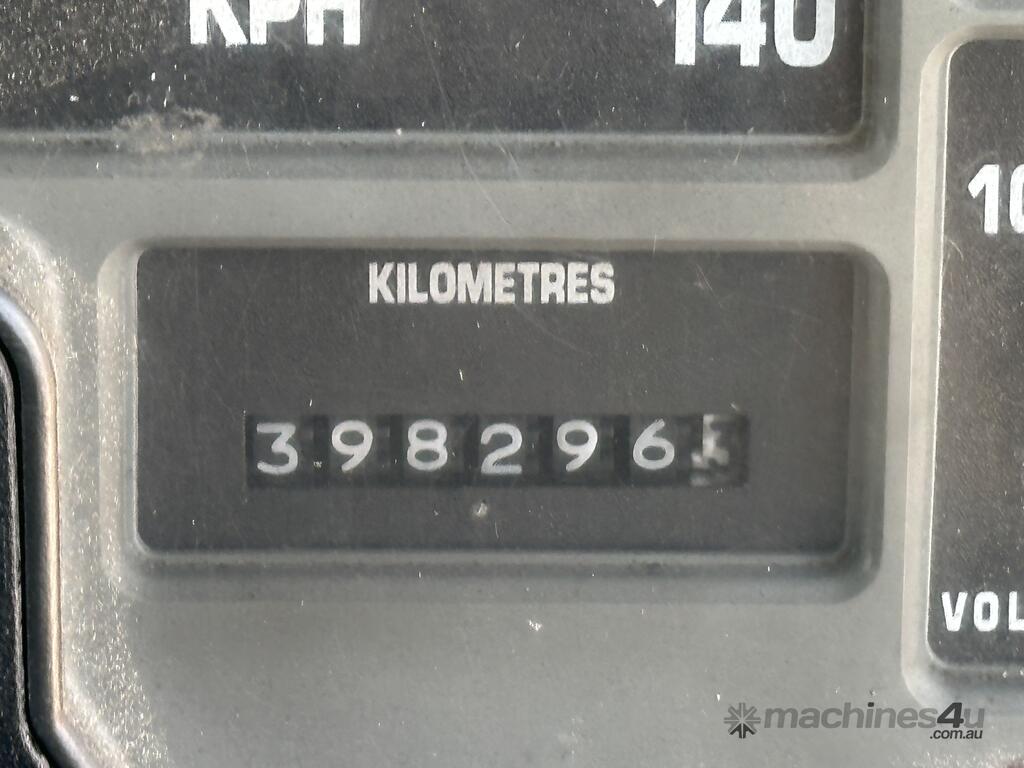 KPH 140
10
KILOMETRES
398296
VOL
machines4u
.com.au